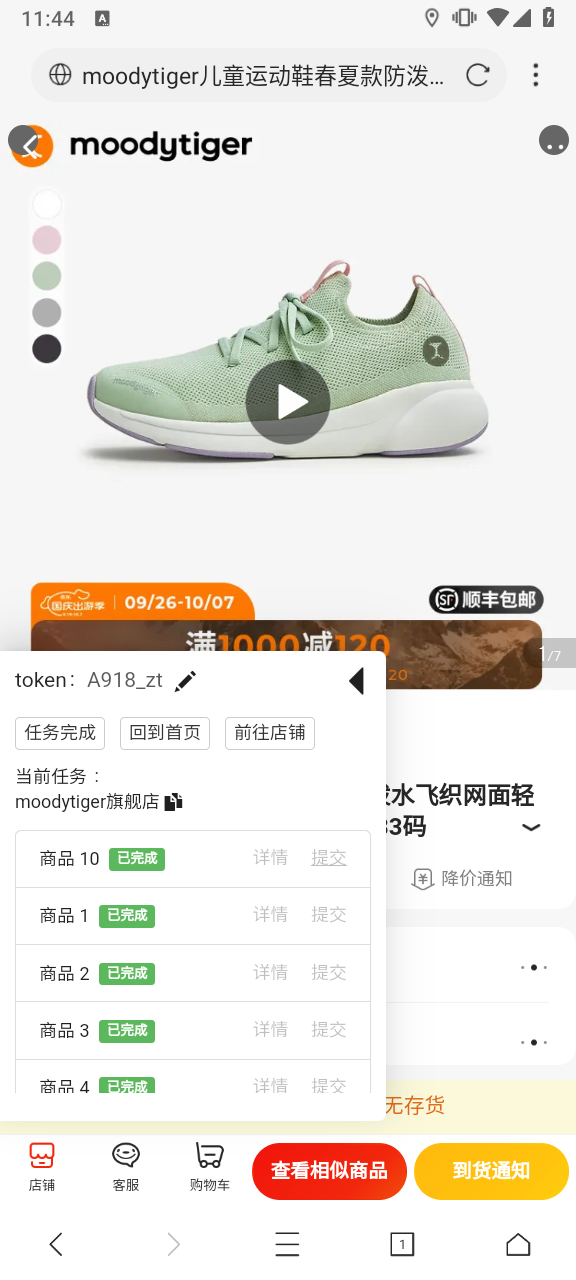 11:44
moodytiger儿童运动鞋春夏款防泼...
moodytiger
moodytiger
国庆出游季 | 09/26-10/07
顺丰包邮
满1000减120
20
1/7
token: A918_zt
任务完成 回到首页 前往店铺
当前任务：
moodytiger旗舰店
水飞织网面轻
33码
降价通知
商品 10 已完成 详情 提交
商品 1 已完成 详情 提交
商品 2 已完成 详情 提交
商品 3 已完成 详情 提交
商品 4 已完成 详情 提交
无存货
店铺 客服 购物车 查看相似商品 到货通知
1